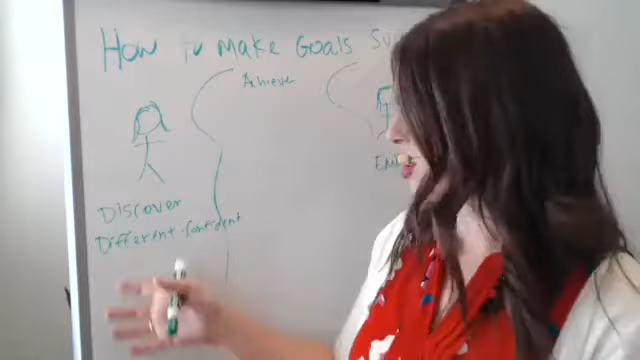 How To Make Goals
Achieve
Discover
Different-Confident